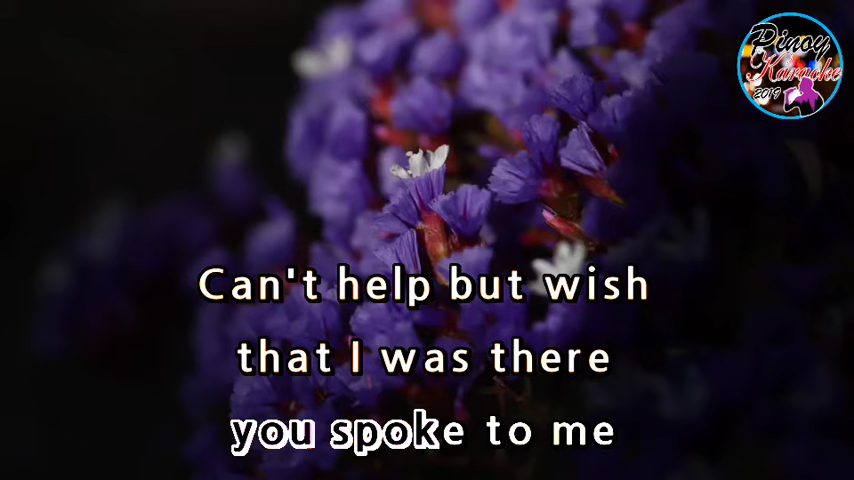 Pinoy
Karaoke
2019
Can't help but wish
that I was there
you spoke to me